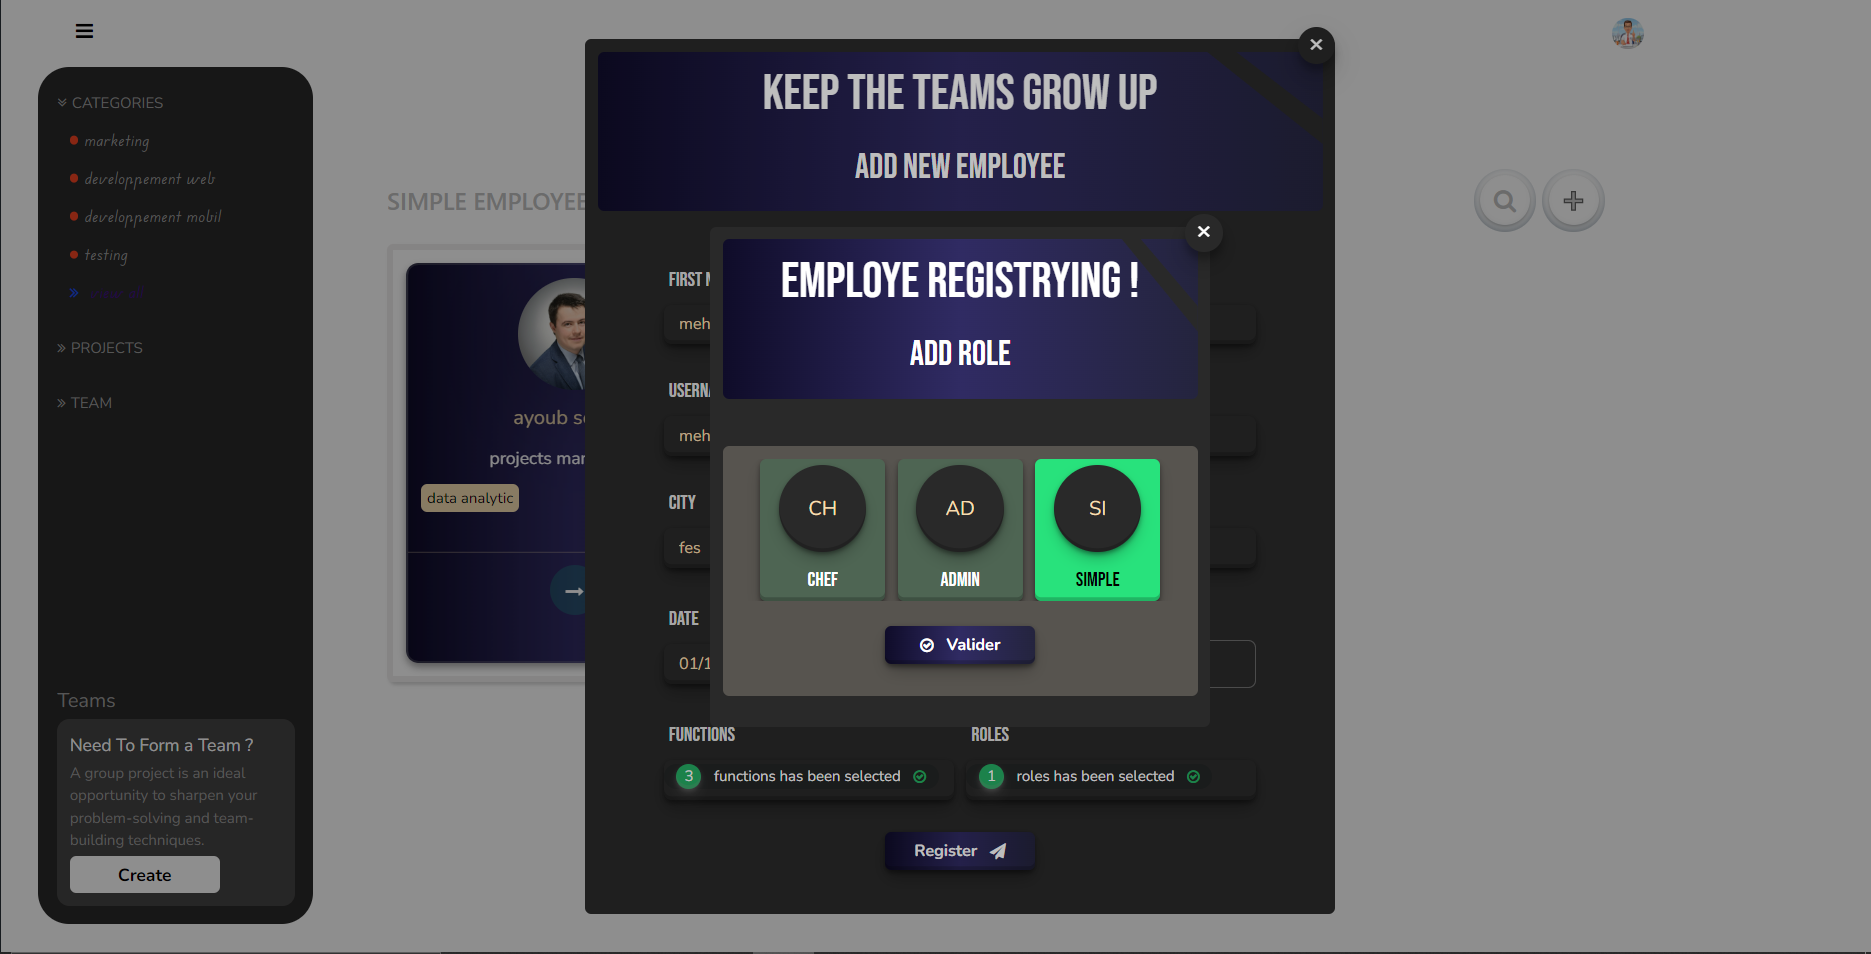 CATEGORIES
marketing
developpement web
developpement mobil
testing
PROJECTS
TEAM
Teams
Need To Form a Team ?
A group project is an ideal
opportunity to sharpen your
problem-solving and team-
building techniques.
Create
SIMPLE EMPLOYEE
ayoub
projects
data analytic
KEEP THE TEAMS GROW UP
ADD NEW EMPLOYEE
FIRST
meh
USERNA
meh
CITY
fes
DATE
01/1
EMPLOYE REGISTRYING !
ADD ROLE
CH
AD
SI
CHEF
ADMIN
SIMPLE
Valider
FUNCTIONS
ROLES
3 functions has been selected
1 roles has been selected
Register